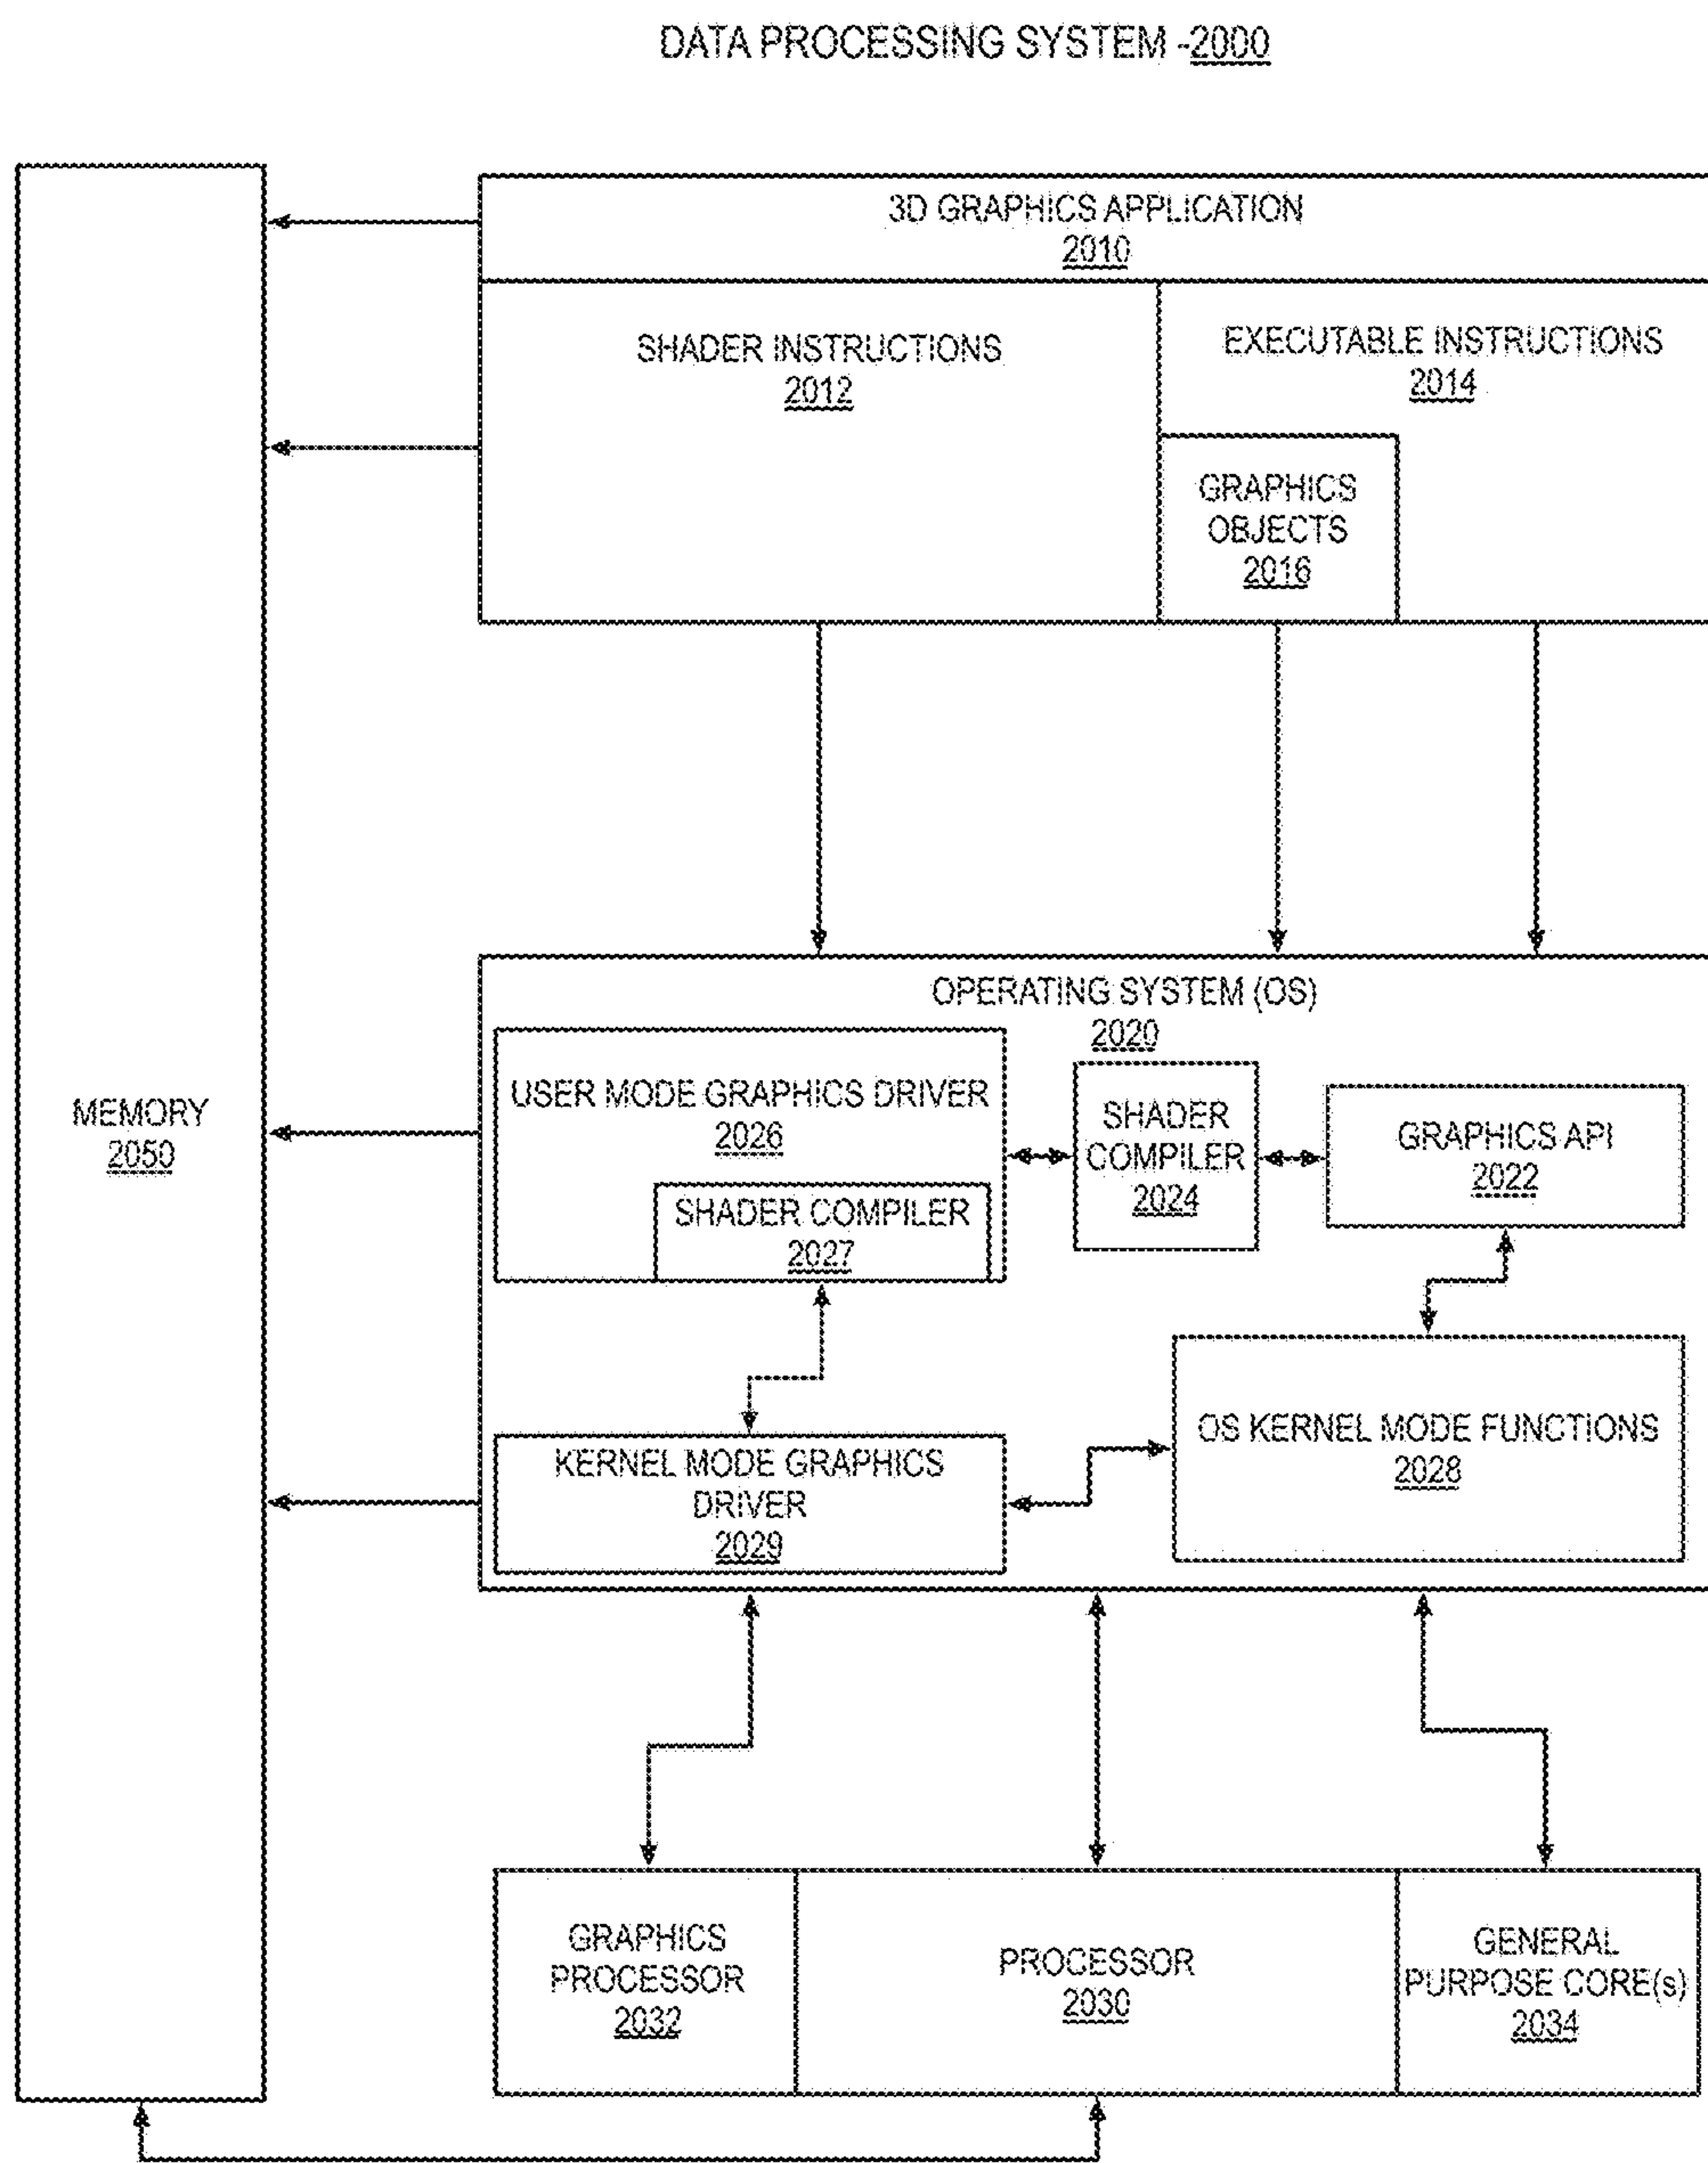 DATA PROCESSING SYSTEM -2000
3D GRAPHICS APPLICATION
2010
SHADER INSTRUCTIONS
2012
EXECUTABLE INSTRUCTIONS
2014
GRAPHICS
OBJECTS
2016
OPERATING SYSTEM (OS)
2020
USER MODE GRAPHICS DRIVER
2026
SHADER COMPILER
2027
SHADER
COMPILER
2024
GRAPHICS API
2022
MEMORY
2050
KERNEL MODE GRAPHICS
DRIVER
2029
OS KERNEL MODE FUNCTIONS
2028
GRAPHICS
PROCESSOR
2032
PROCESSOR
2030
GENERAL
PURPOSE CORE(s)
2034